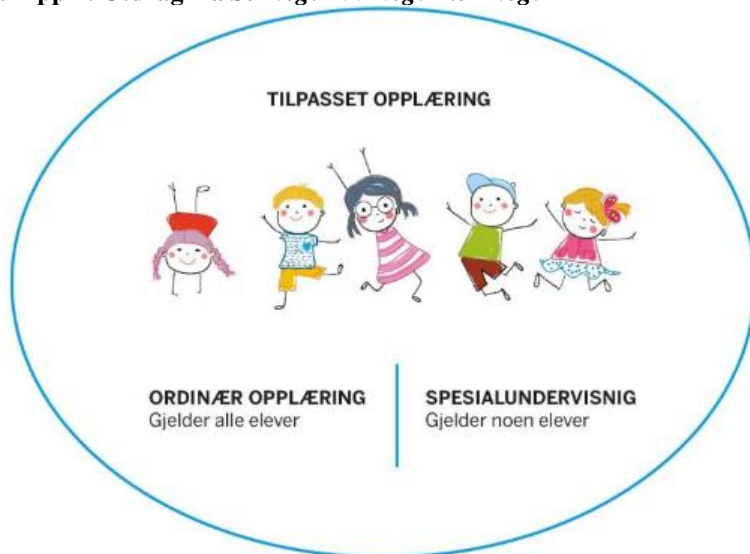 TILPASSET OPPLÆRING
ORDINÆR OPPLÆRING
Gjelder alle elever
SPESIALUNDERVISNIG
Gjelder noen elever